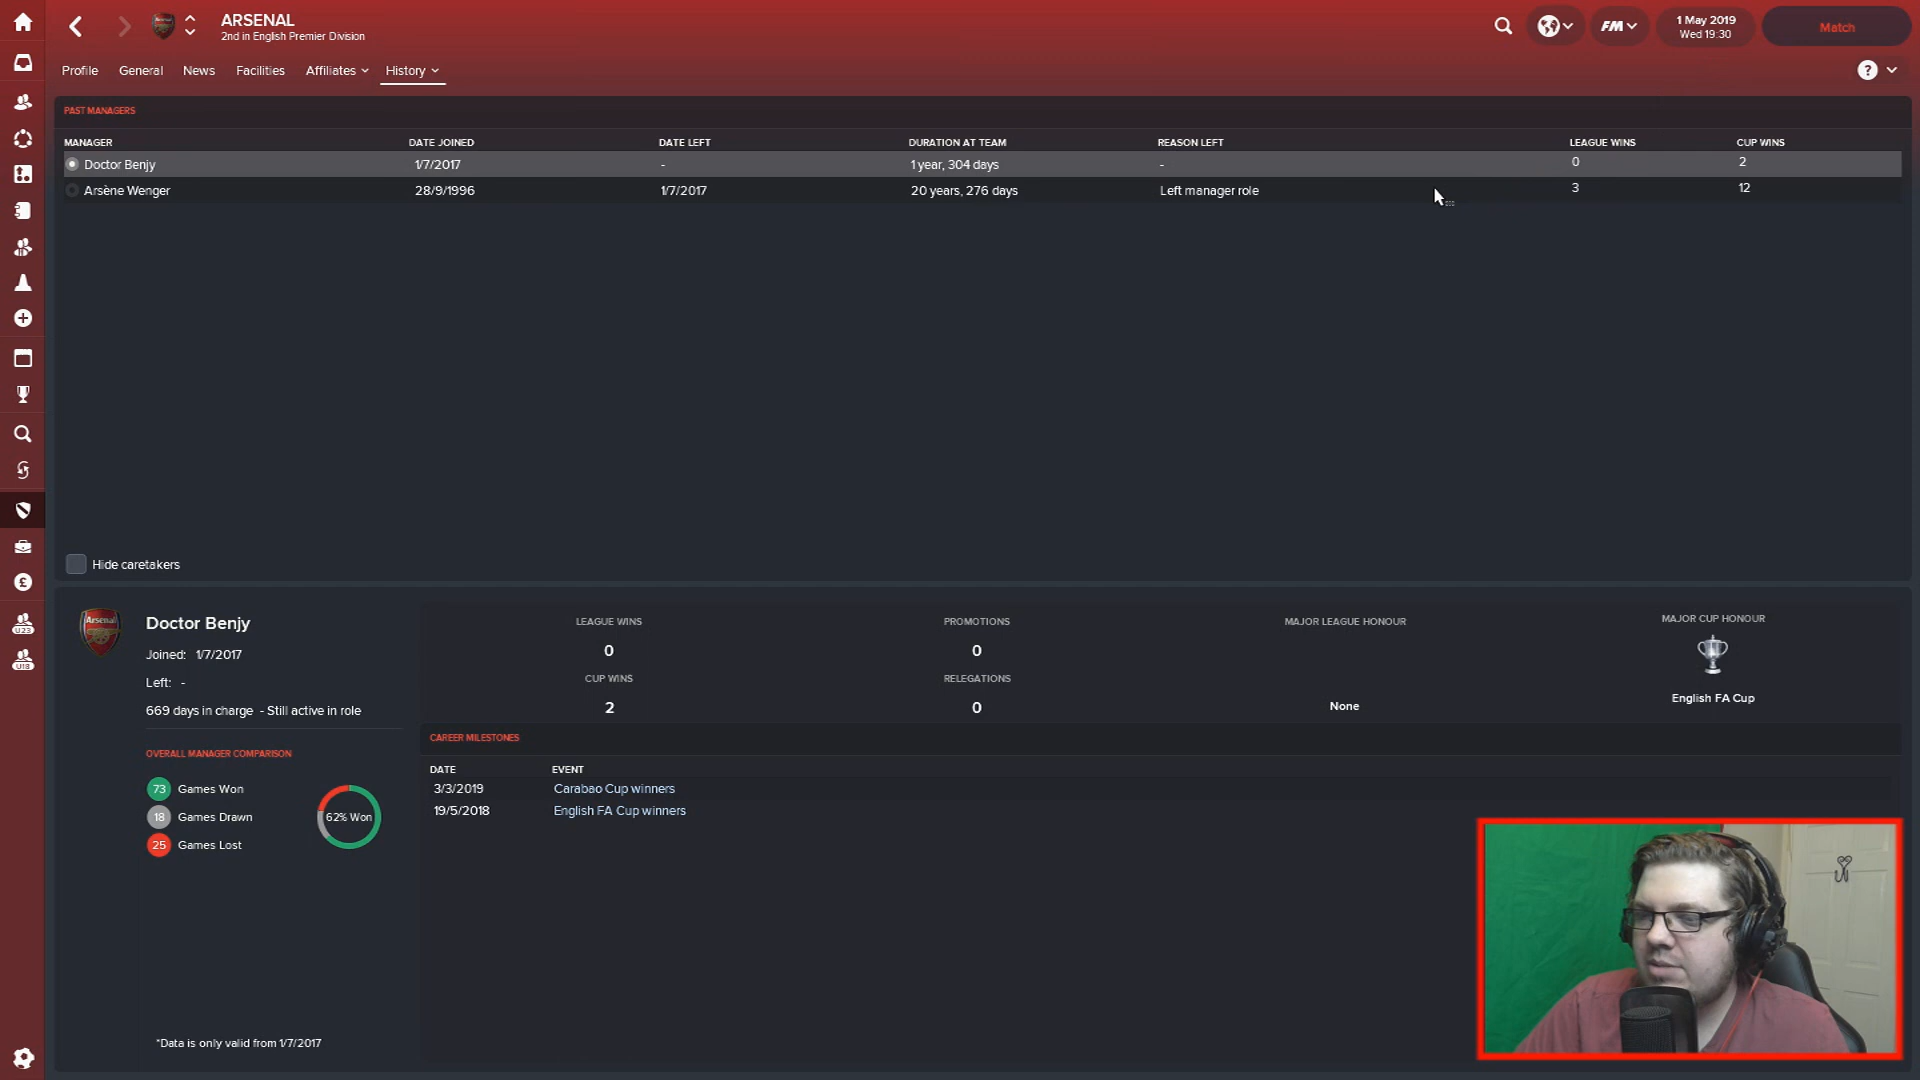 ARSENAL
2nd in English Premier Division
FM
1 May 2019
Wed 19:30
Match
Profile General News Facilities Affiliates History
?
PAST MANAGERS
MANAGER DATE JOINED DATE LEFT DURATION AT TEAM REASON LEFT LEAGUE WINS CUP WINS
Doctor Benjy 1/7/2017 - 1 year, 304 days - 0 2
Arsène Wenger 28/9/1996 1/7/2017 20 years, 276 days Left manager role 3 12
Hide caretakers
U23
U18
Arsenal
Doctor Benjy
Joined: 1/7/2017
Left: -
669 days in charge - Still active in role
OVERALL MANAGER COMPARISON
73 Games Won
18 Games Drawn
25 Games Lost
62% Won
*Data is only valid from 1/7/2017
LEAGUE WINS PROMOTIONS MAJOR LEAGUE HONOUR MAJOR CUP HONOUR
0 0
CUP WINS RELEGATIONS
2 0 None English FA Cup
CAREER MILESTONES
DATE EVENT
3/3/2019 Carabao Cup winners
19/5/2018 English FA Cup winners